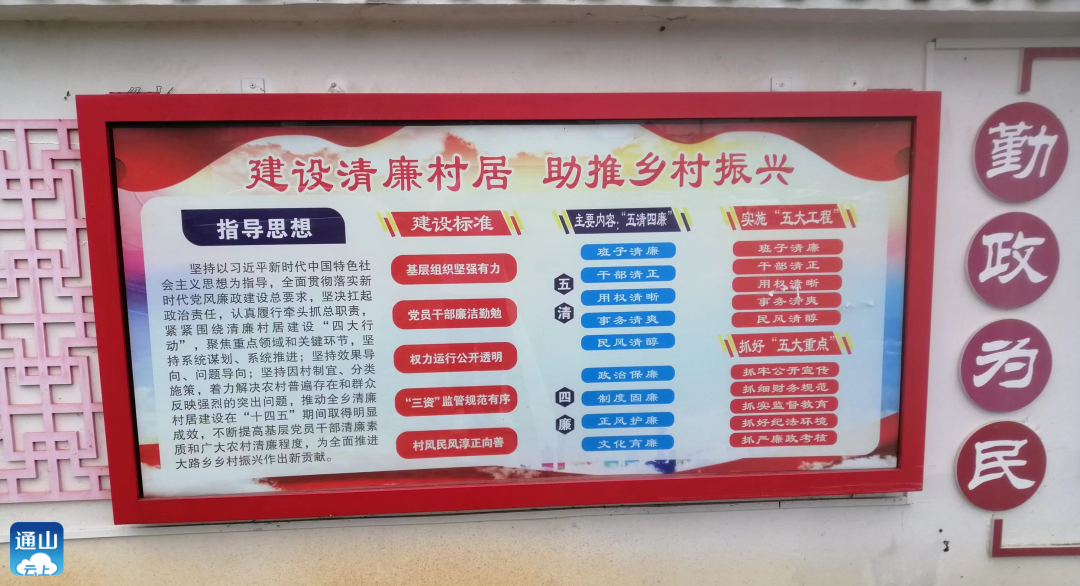 建设清廉村居 助推乡村振兴
指导思想
坚持以习近平新时代中国特色社
会主义思想为指导，全面贯彻落实新
时代党风廉政建设总要求，坚决扛起
政治责任，认真履行牵头抓总职责，
紧紧围绕清廉村居建设“四大行
动”，聚焦重点领域和关键环节，坚
持系统谋划、系统推进；坚持效果导
向、问题导向；坚持因村制宜、分类
施策，着力解决农村普遍存在和群众
反映强烈的突出问题，推动全乡清廉
村居建设在“十四五”期间取得明显
成效，不断提高基层党员干部清廉素
质和广大农村清廉程度，为全面推进
大路乡乡村振兴作出新贡献。
建设标准
基层组织坚强有力
党员干部廉洁勤勉
权力运行公开透明
“三资”监管规范有序
村风民风淳正向善
主要内容：“五清四廉”
五清
班子清廉
干部清正
用权清晰
事务清爽
民风清醇
四廉
政治保廉
制度固廉
正风护廉
文化育廉
实施“五大工程”
班子清廉
干部清正
用权清晰
事务清爽
民风清醇
抓好“五大重点”
抓牢公开宣传
抓细财务规范
抓实监督教育
抓好纪法环境
抓严廉政考核
勤
政
为
民
通山
云上